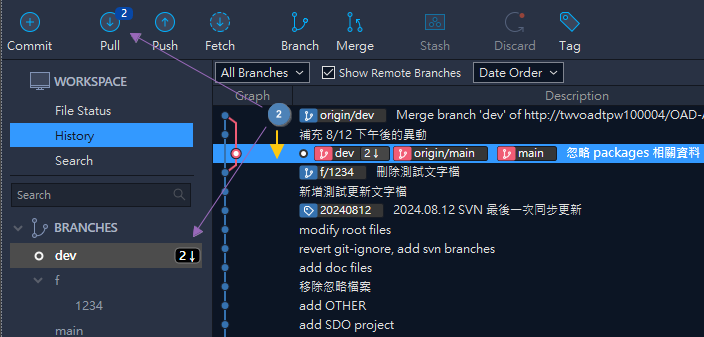 2
Commit Pull Push Fetch Branch Merge Stash Discard Tag
WORKSPACE
File Status
History
Search
Search
BRANCHES
dev 2↓
f
1234
main
All Branches Show Remote Branches Date Order
Graph Description
2
origin/dev Merge branch 'dev' of http://twvoadtpw100004/OAD-
補充 8/12 下午後的異動
dev 2↓ origin/main main 忽略 packages 相關資料
f/1234 刪除測試文字檔
新增測試更新文字檔
20240812 2024.08.12 SVN 最後一次同步更新
modify root files
revert git-ignore, add svn branches
add doc files
移除忽略檔案
add OTHER
add SDO project